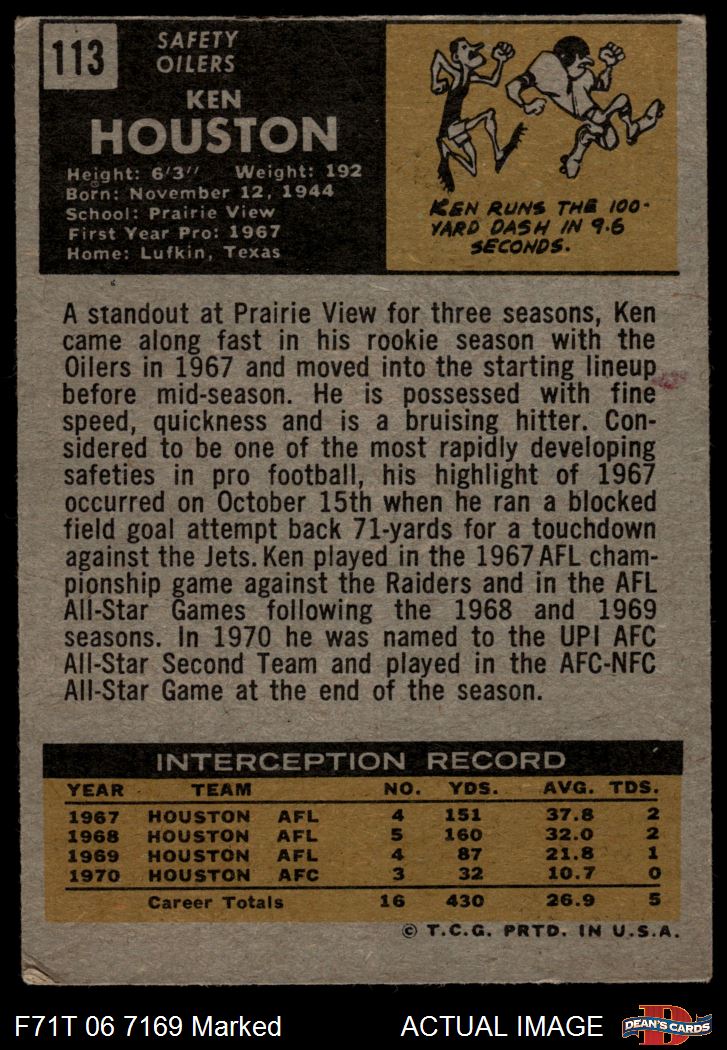 113
SAFETY
OILERS
KEN
HOUSTON
Height: 6'3" Weight: 192
Born: November 12, 1944
School: Prairie View
First Year Pro: 1967
Home: Lufkin, Texas
KEN RUNS THE 100-
YARD DASH IN 9.6
SECONDS.
A standout at Prairie View for three seasons, Ken
came along fast in his rookie season with the
Oilers in 1967 and moved into the starting lineup
before mid-season. He is possessed with fine
speed, quickness and is a bruising hitter. Con-
sidered to be one of the most rapidly developing
safeties in pro football, his highlight of 1967
occurred on October 15th when he ran a blocked
field goal attempt back 71-yards for a touchdown
against the Jets. Ken played in the 1967 AFL cham-
pionship game against the Raiders and in the AFL
All-Star Games following the 1968 and 1969
seasons. In 1970 he was named to the UPI AFC
All-Star Second Team and played in the AFC-NFC
All-Star Game at the end of the season.
INTERCEPTION RECORD
YEAR TEAM NO. YDS. AVG. TDS.
1967 HOUSTON AFL 4 151 37.8 2
1968 HOUSTON AFL 5 160 32.0 2
1969 HOUSTON AFL 4 87 21.8 1
1970 HOUSTON AFC 3 32 10.7 0
Career Totals 16 430 26.9 5
© T.C.G. PRTD. IN U.S.A.
F71T 06 7169 Marked ACTUAL IMAGE
D
DEAN'S CARDS